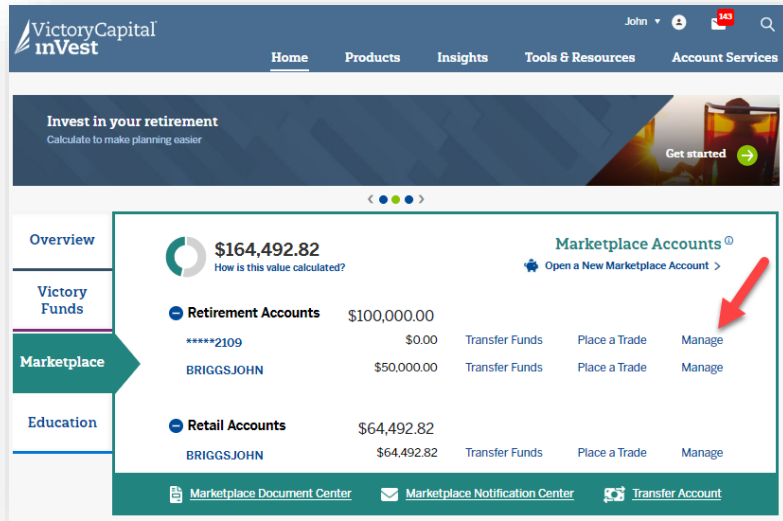 VictoryCapital
inVest
John
143
Home Products Insights Tools & Resources Account Services
Invest in your retirement
Calculate to make planning easier
Get started
Overview
Victory
Funds
Marketplace
Education
$164,492.82
How is this value calculated?
Marketplace Accounts
Open a New Marketplace Account >
Retirement Accounts $100,000.00
*****2109 $0.00 Transfer Funds Place a Trade Manage
BRIGGSJOHN $50,000.00 Transfer Funds Place a Trade Manage
Retail Accounts $64,492.82
BRIGGSJOHN $64,492.82 Transfer Funds Place a Trade Manage
Marketplace Document Center Marketplace Notification Center Transfer Account